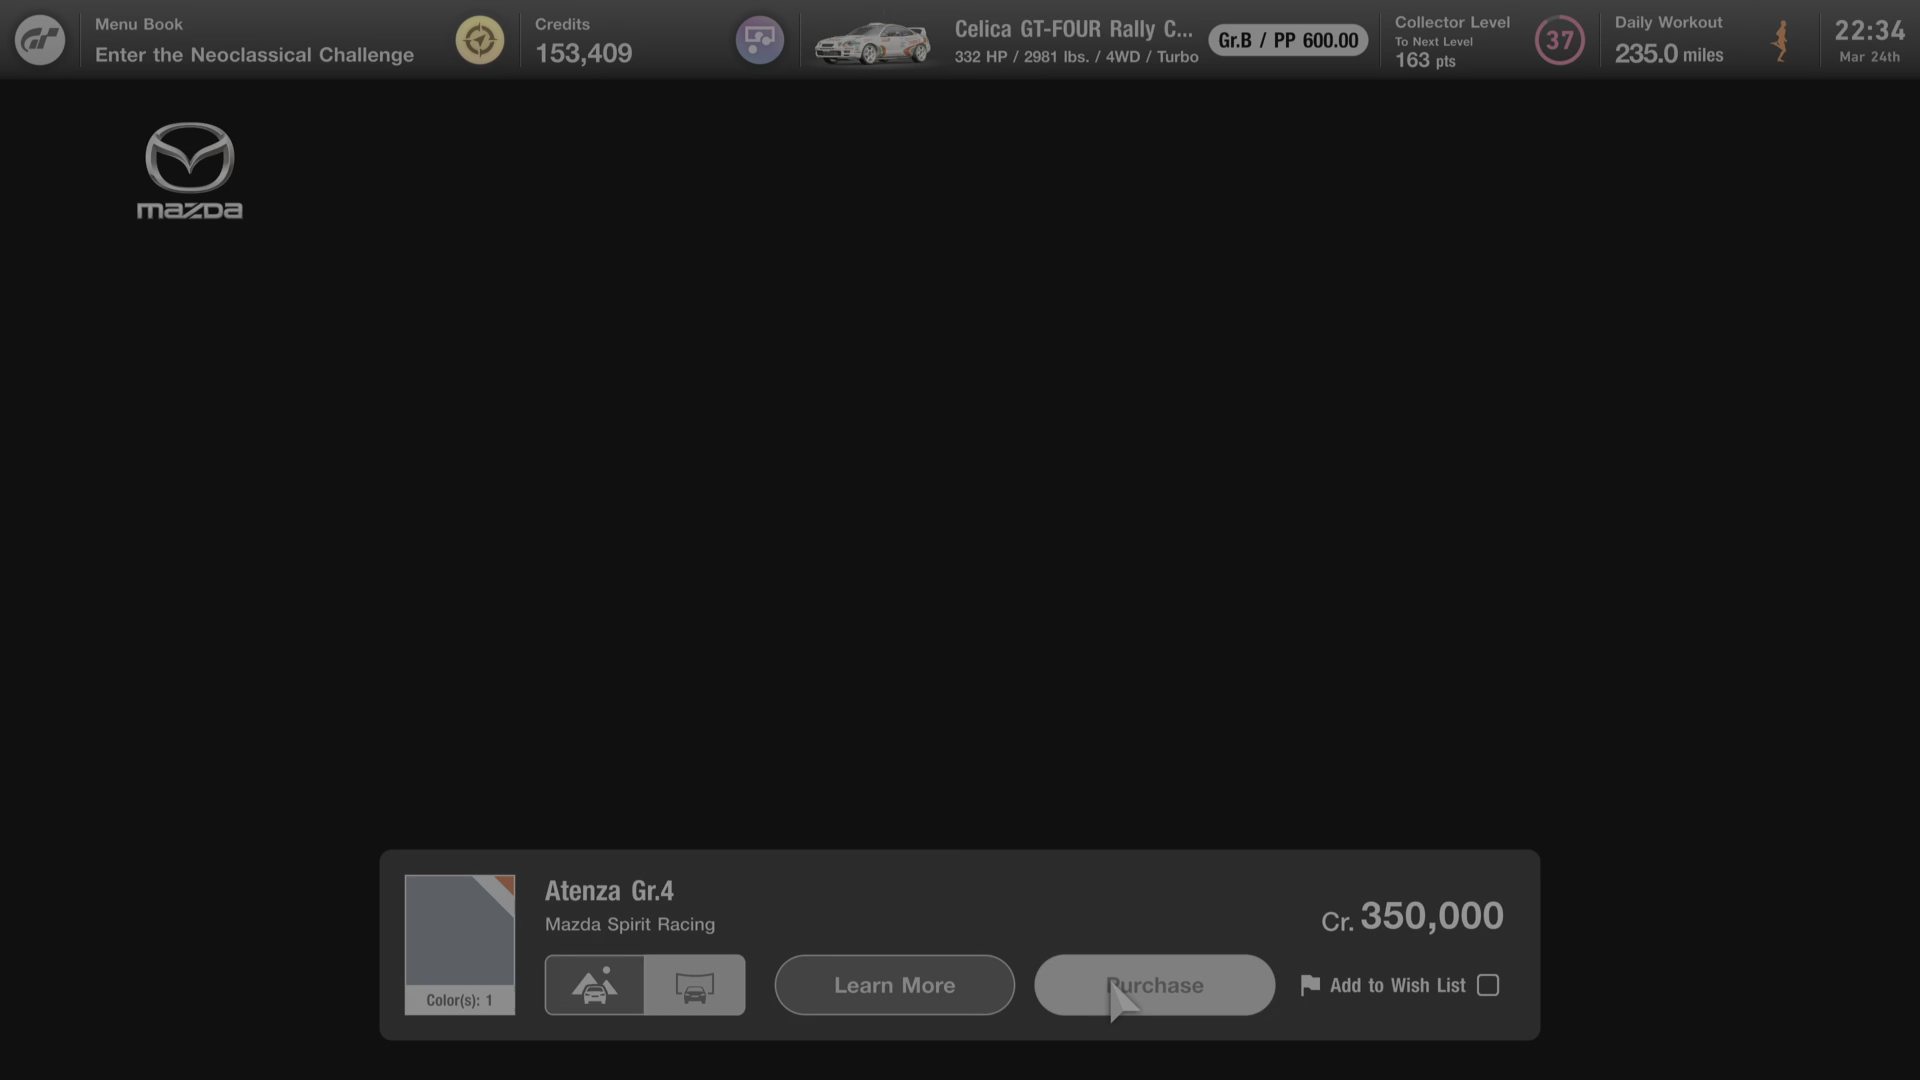 Menu Book
Enter the Neoclassical Challenge
Credits
153,409
Celica GT-FOUR Rally C...
332 HP / 2981 lbs. / 4WD / Turbo
Gr.B / PP 600.00
Collector Level
To Next Level
163 pts
37
Daily Workout
235.0 miles
22:34
Mar 24th
mazda
Atenza Gr.4
Mazda Spirit Racing
Cr. 350,000
Color(s): 1
Learn More
Purchase
Add to Wish List